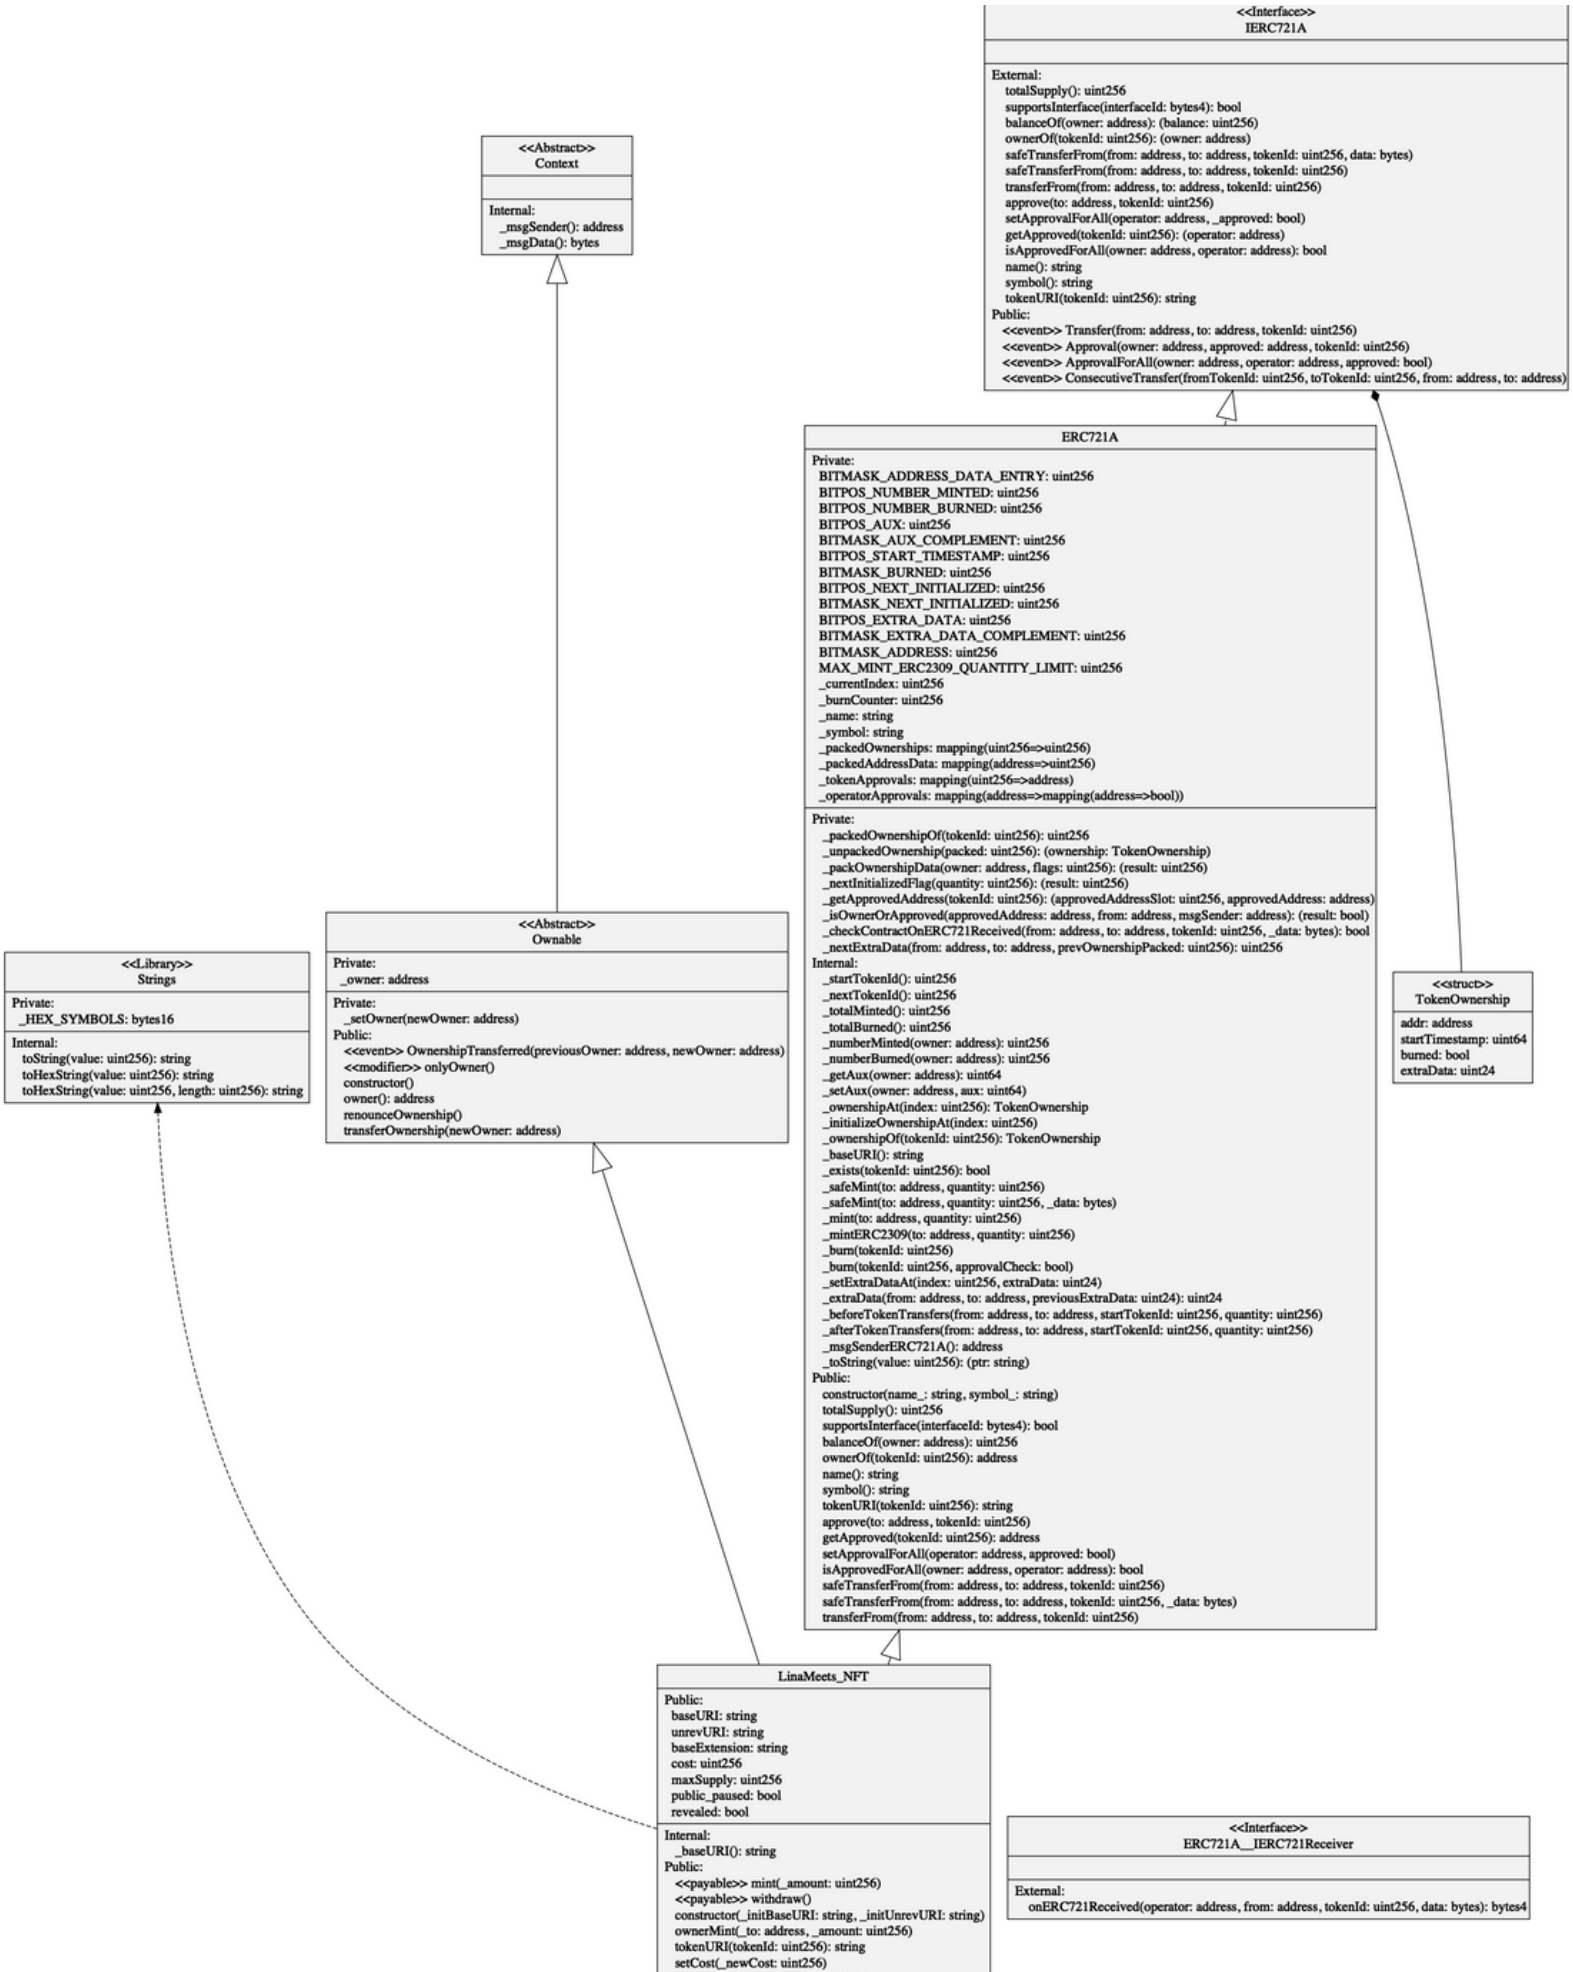 <<Interface>>
IERC721A
External:
totalSupply(): uint256
supportsInterface(interfaceId: bytes4): bool
balanceOf(owner: address): (balance: uint256)
ownerOf(tokenId: uint256): (owner: address)
safeTransferFrom(from: address, to: address, tokenId: uint256, data: bytes)
safeTransferFrom(from: address, to: address, tokenId: uint256)
transferFrom(from: address, to: address, tokenId: uint256)
approve(to: address, tokenId: uint256)
setApprovalForAll(operator: address, _approved: bool)
getApproved(tokenId: uint256): (operator: address)
isApprovedForAll(owner: address, operator: address): bool
name(): string
symbol(): string
tokenURI(tokenId: uint256): string
Public:
<<event>> Transfer(from: address, to: address, tokenId: uint256)
<<event>> Approval(owner: address, approved: address, tokenId: uint256)
<<event>> ApprovalForAll(owner: address, operator: address, approved: bool)
<<event>> ConsecutiveTransfer(fromTokenId: uint256, toTokenId: uint256, from: address, to: address)
<<Abstract>>
Context
Internal:
_msgSender(): address
_msgData(): bytes
ERC721A
Private:
BITMASK_ADDRESS_DATA_ENTRY: uint256
BITPOS_NUMBER_MINTED: uint256
BITPOS_NUMBER_BURNED: uint256
BITPOS_AUX: uint256
BITMASK_AUX_COMPLEMENT: uint256
BITPOS_START_TIMESTAMP: uint256
BITMASK_BURNED: uint256
BITPOS_NEXT_INITIALIZED: uint256
BITMASK_NEXT_INITIALIZED: uint256
BITPOS_EXTRA_DATA: uint256
BITMASK_EXTRA_DATA_COMPLEMENT: uint256
BITMASK_ADDRESS: uint256
MAX_MINT_ERC2309_QUANTITY_LIMIT: uint256
_currentIndex: uint256
_burnCounter: uint256
_name: string
_symbol: string
_packedOwnerships: mapping(uint256=>uint256)
_packedAddressData: mapping(address=>uint256)
_tokenApprovals: mapping(uint256=>address)
_operatorApprovals: mapping(address=>mapping(address=>bool))
Private:
_packedOwnershipOf(tokenId: uint256): uint256
_unpackedOwnership(packed: uint256): (ownership: TokenOwnership)
_packOwnershipData(owner: address, flags: uint256): (result: uint256)
_nextInitializedFlag(quantity: uint256): (result: uint256)
_getApprovedAddress(tokenId: uint256): (approvedAddressSlot: uint256, approvedAddress: address)
_isOwnerOrApproved(approvedAddress: address, from: address, msgSender: address): (result: bool)
_checkContractOnERC721Received(from: address, to: address, tokenId: uint256, _data: bytes): bool
_nextExtraData(from: address, to: address, prevOwnershipPacked: uint256): uint256
Internal:
_startTokenId(): uint256
_nextTokenId(): uint256
_totalMinted(): uint256
_totalBurned(): uint256
_numberMinted(owner: address): uint256
_numberBurned(owner: address): uint256
_getAux(owner: address): uint64
_setAux(owner: address, aux: uint64)
_ownershipAt(index: uint256): TokenOwnership
_initializeOwnershipAt(index: uint256)
_ownershipOf(tokenId: uint256): TokenOwnership
_baseURI(): string
_exists(tokenId: uint256): bool
_safeMint(to: address, quantity: uint256)
_safeMint(to: address, quantity: uint256, _data: bytes)
_mint(to: address, quantity: uint256)
_mintERC2309(to: address, quantity: uint256)
_burn(tokenId: uint256)
_burn(tokenId: uint256, approvalCheck: bool)
_setExtraDataAt(index: uint256, extraData: uint24)
_extraData(from: address, to: address, previousExtraData: uint24): uint24
_beforeTokenTransfers(from: address, to: address, startTokenId: uint256, quantity: uint256)
_afterTokenTransfers(from: address, to: address, startTokenId: uint256, quantity: uint256)
_msgSenderERC721A(): address
_toString(value: uint256): (ptr: string)
Public:
constructor(name_: string, symbol_: string)
totalSupply(): uint256
supportsInterface(interfaceId: bytes4): bool
balanceOf(owner: address): uint256
ownerOf(tokenId: uint256): address
name(): string
symbol(): string
tokenURI(tokenId: uint256): string
approve(to: address, tokenId: uint256)
getApproved(tokenId: uint256): address
setApprovalForAll(operator: address, approved: bool)
isApprovedForAll(owner: address, operator: address): bool
safeTransferFrom(from: address, to: address, tokenId: uint256)
safeTransferFrom(from: address, to: address, tokenId: uint256, _data: bytes)
transferFrom(from: address, to: address, tokenId: uint256)
<<Abstract>>
Ownable
Private:
_owner: address
Private:
_setOwner(newOwner: address)
Public:
<<event>> OwnershipTransferred(previousOwner: address, newOwner: address)
<<modifier>> onlyOwner()
constructor()
owner(): address
renounceOwnership()
transferOwnership(newOwner: address)
<<Library>>
Strings
Private:
_HEX_SYMBOLS: bytes16
Internal:
toString(value: uint256): string
toHexString(value: uint256): string
toHexString(value: uint256, length: uint256): string
<<struct>>
TokenOwnership
addr: address
startTimestamp: uint64
burned: bool
extraData: uint24
LinaMeets_NFT
Public:
baseURI: string
unrevURI: string
baseExtension: string
cost: uint256
maxSupply: uint256
public_paused: bool
revealed: bool
Internal:
_baseURI(): string
Public:
<<payable>> mint(_amount: uint256)
<<payable>> withdraw()
constructor(_initBaseURI: string, _initUnrevURI: string)
ownerMint(_to: address, _amount: uint256)
tokenURI(tokenId: uint256): string
setCost(_newCost: uint256)
<<Interface>>
ERC721A__IERC721Receiver
External:
onERC721Received(operator: address, from: address, tokenId: uint256, data: bytes): bytes4